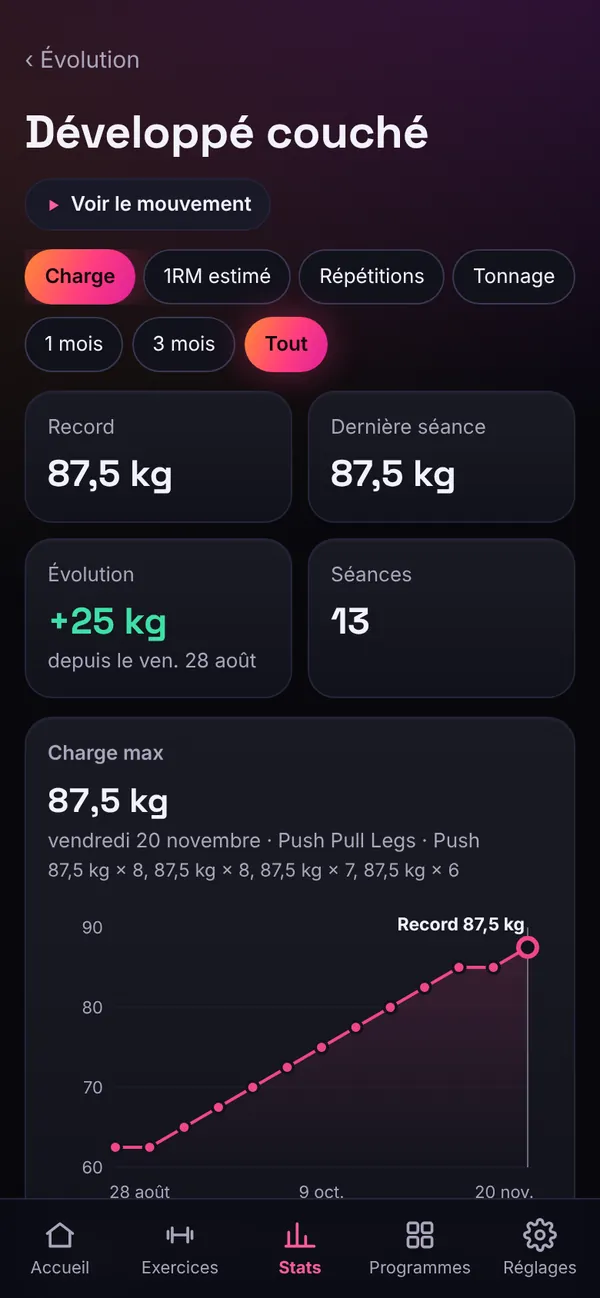 ‹ Évolution
Développé couché
Voir le mouvement
Charge 1RM estimé Répétitions Tonnage
1 mois 3 mois Tout
Record
87,5 kg
Dernière séance
87,5 kg
Évolution
+25 kg
depuis le ven. 28 août
Séances
13
Charge max
87,5 kg
vendredi 20 novembre · Push Pull Legs · Push
87,5 kg × 8, 87,5 kg × 8, 87,5 kg × 7, 87,5 kg × 6
Record 87,5 kg
90
80
70
60
28 août 9 oct. 20 nov.
Accueil Exercices Stats Programmes Réglages